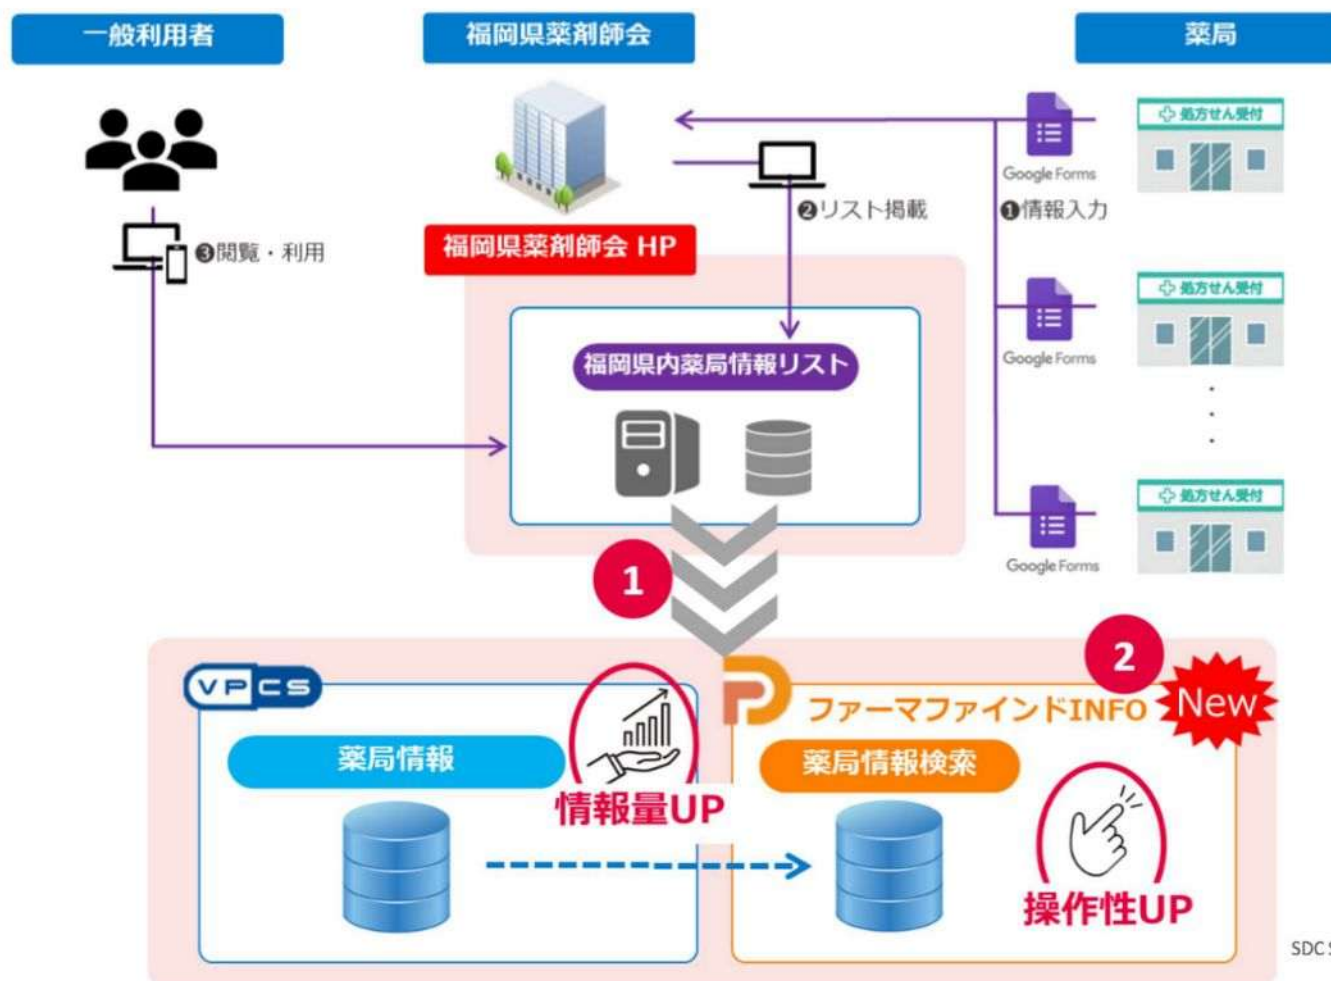 一般利用者
福岡県薬剤師会
薬局
処方せん受付
Google Forms
❷リスト掲載
❶情報入力
❸閲覧・利用
福岡県薬剤師会 HP
処方せん受付
福岡県内薬局情報リスト
Google Forms
・
・
・
処方せん受付
Google Forms
1
2
VPCS
ファーマファインドINFO
New
薬局情報
薬局情報検索
情報量UP
操作性UP
SDC